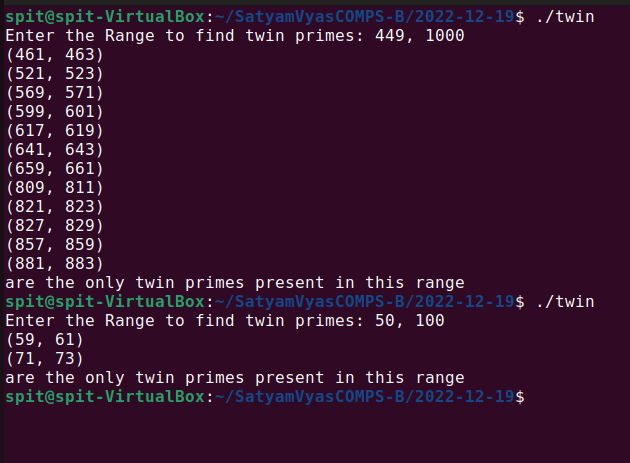 spit@spit-VirtualBox:~/SatyamVyasCOMPS-B/2022-12-19$ ./twin
Enter the Range to find twin primes: 449, 1000
(461, 463)
(521, 523)
(569, 571)
(599, 601)
(617, 619)
(641, 643)
(659, 661)
(809, 811)
(821, 823)
(827, 829)
(857, 859)
(881, 883)
are the only twin primes present in this range
spit@spit-VirtualBox:~/SatyamVyasCOMPS-B/2022-12-19$ ./twin
Enter the Range to find twin primes: 50, 100
(59, 61)
(71, 73)
are the only twin primes present in this range
spit@spit-VirtualBox:~/SatyamVyasCOMPS-B/2022-12-19$